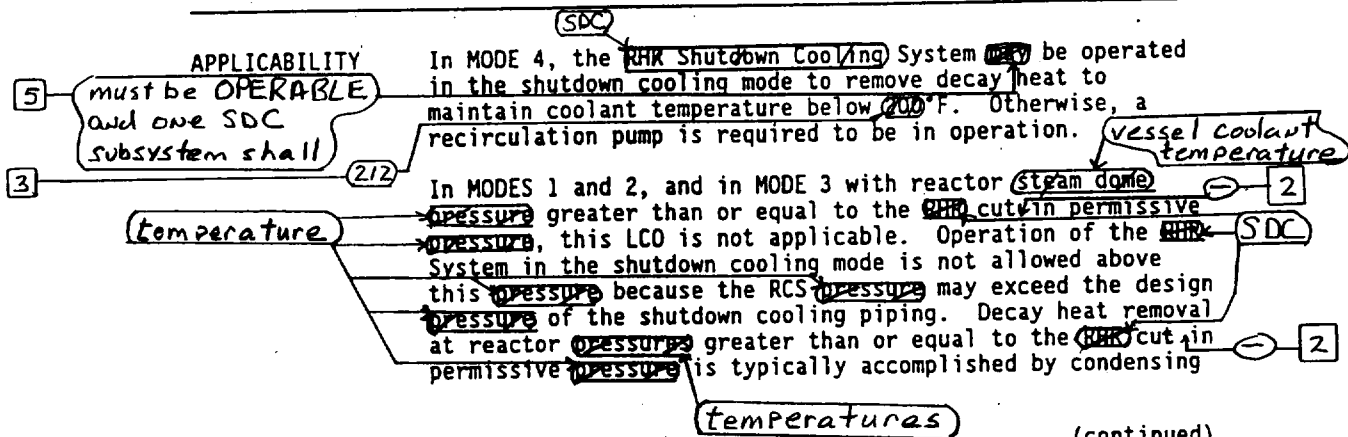 (SDC)
APPLICABILITY In MODE 4, the RHR Shutdown Cooling System may be operated
5 must be OPERABLE in the shutdown cooling mode to remove decay heat to
and one SDC maintain coolant temperature below 200°F. Otherwise, a
subsystem shall recirculation pump is required to be in operation.
vessel coolant
temperature
3 212
In MODES 1 and 2, and in MODE 3 with reactor steam dome - 2
temperature pressure greater than or equal to the RHR cut in permissive
pressure, this LCO is not applicable. Operation of the RHR SDC
System in the shutdown cooling mode is not allowed above
this pressure because the RCS pressure may exceed the design
pressure of the shutdown cooling piping. Decay heat removal
at reactor pressures greater than or equal to the RHR cut in - 2
permissive pressure is typically accomplished by condensing
temperatures
(continued)